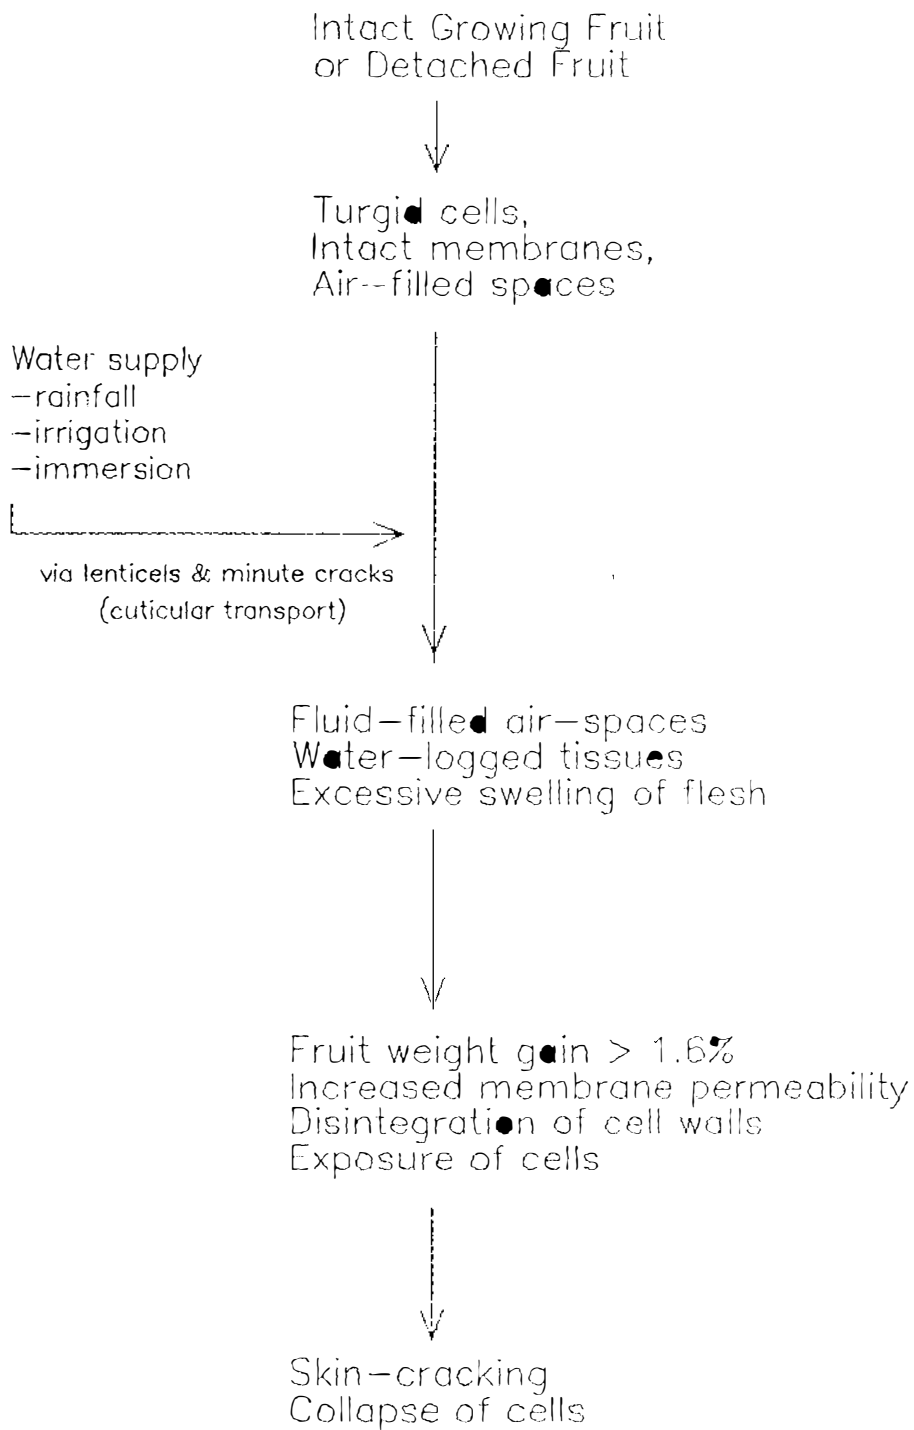 Intact Growing Fruit
or Detached Fruit
Turgid cells,
Intact membranes,
Air-filled spaces
Water supply
-rainfall
-irrigation
-immersion
via lenticels & minute cracks
(cuticular transport)
Fluid-filled air-spaces
Water-logged tissues
Excessive swelling of flesh
Fruit weight gain > 1.6%
Increased membrane permeability
Disintegration of cell walls
Exposure of cells
Skin-cracking
Collapse of cells